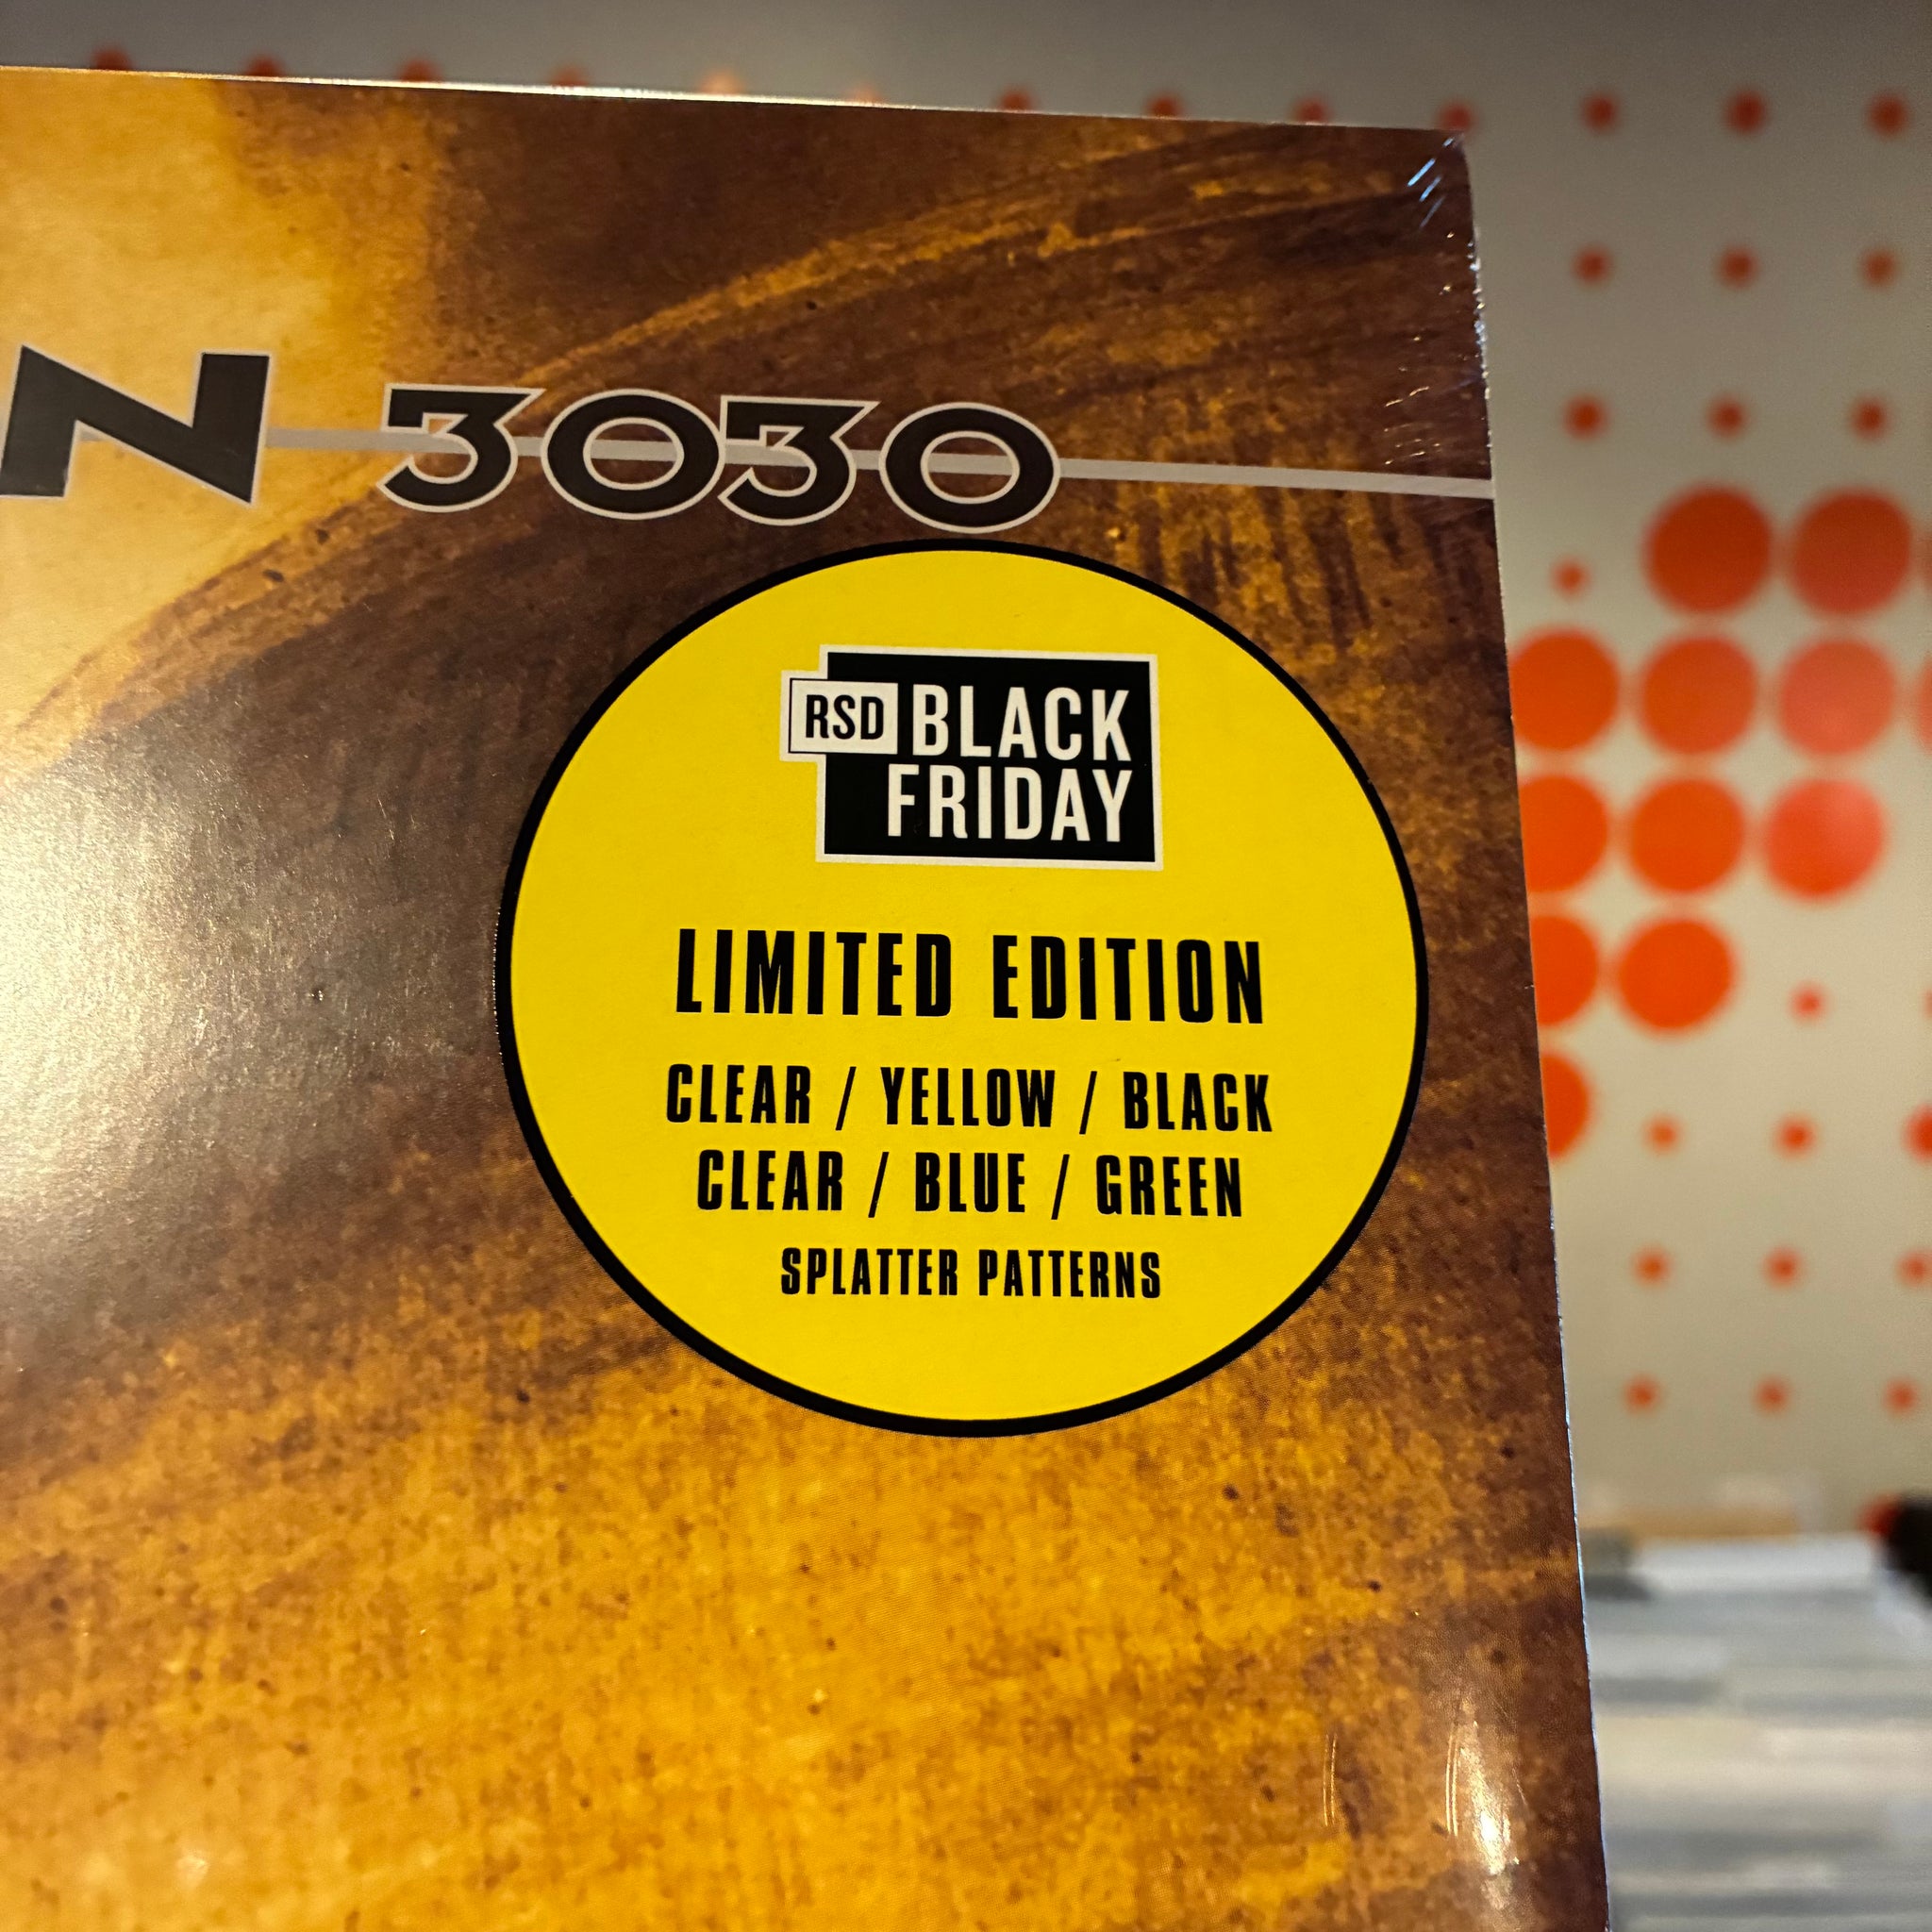 N 3030
RSD BLACK
FRIDAY
LIMITED EDITION
CLEAR / YELLOW / BLACK
CLEAR / BLUE / GREEN
SPLATTER PATTERNS